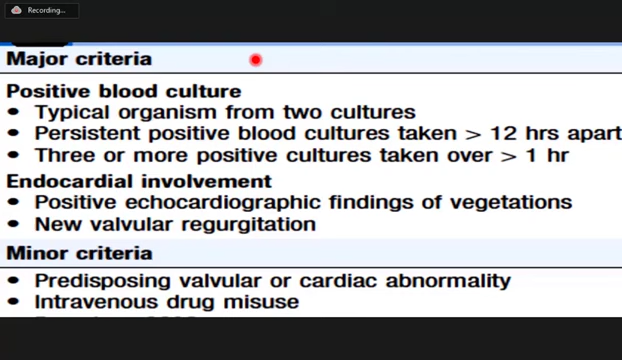 Recording...
Major criteria
Positive blood culture
• Typical organism from two cultures
• Persistent positive blood cultures taken > 12 hrs apart
• Three or more positive cultures taken over > 1 hr
Endocardial involvement
• Positive echocardiographic findings of vegetations
• New valvular regurgitation
Minor criteria
• Predisposing valvular or cardiac abnormality
• Intravenous drug misuse